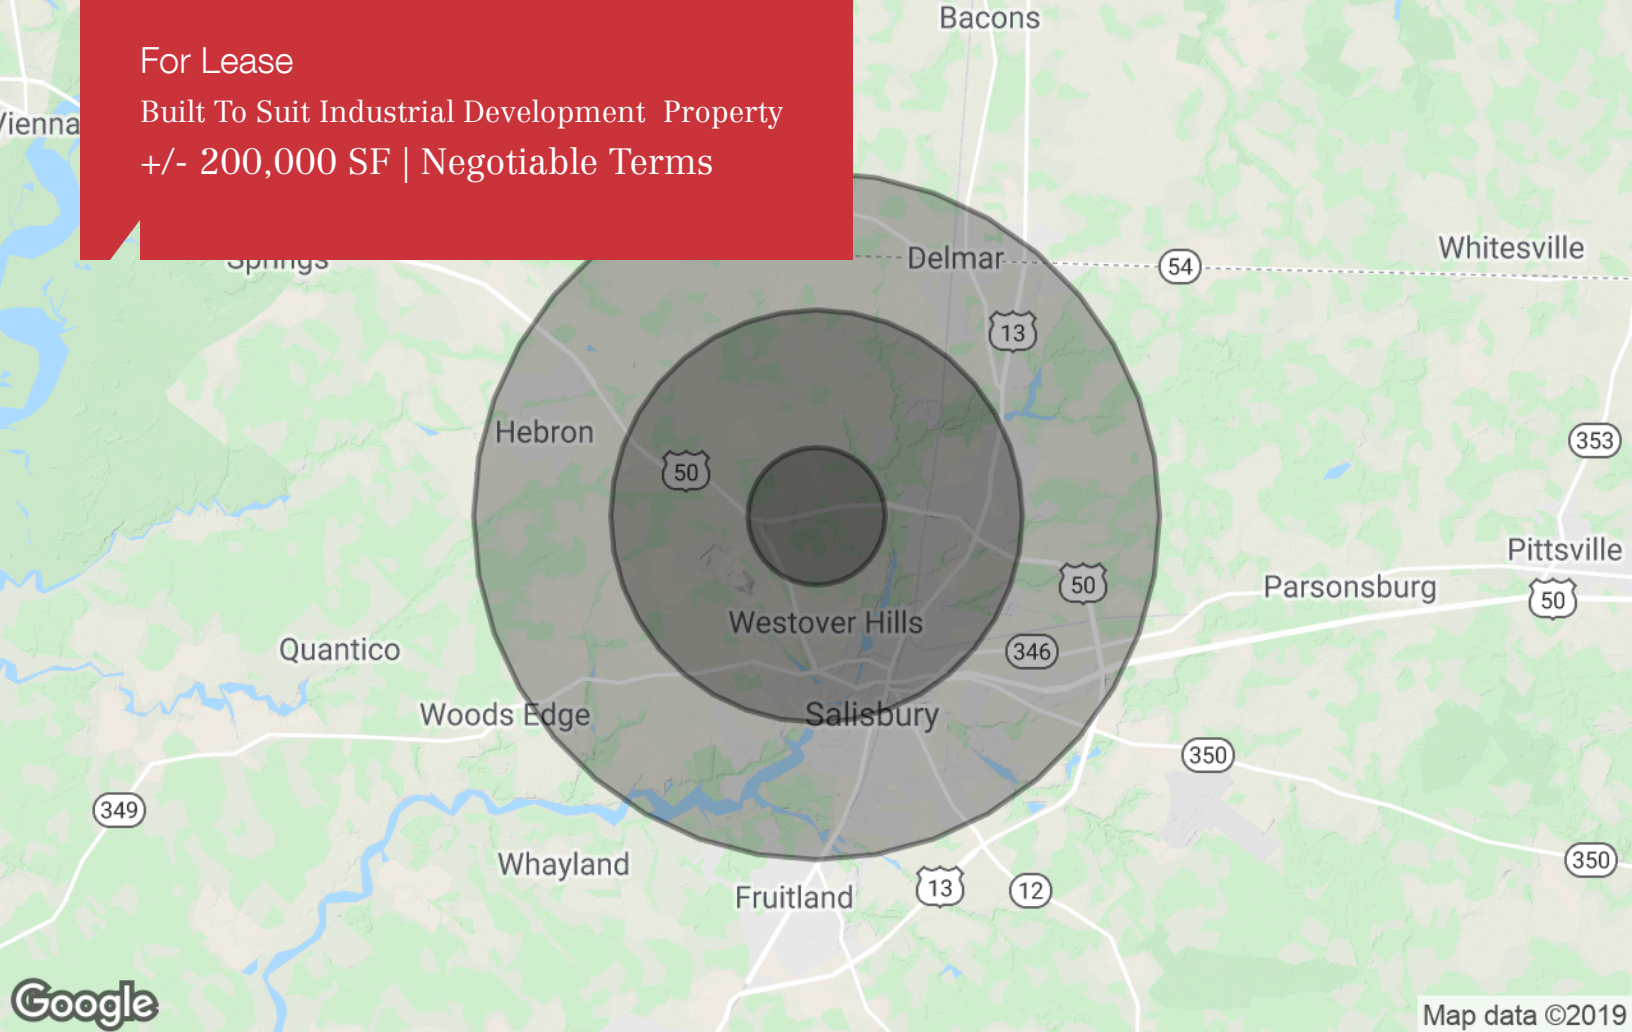 Bacons
For Lease
Built To Suit Industrial Development Property
+/- 200,000 SF | Negotiable Terms
Vienna
Springs
Delmar
Whitesville
54
13
Hebron
353
50
Pittsville
50
Parsonsburg
50
Westover Hills
Quantico
346
Woods Edge
Salisbury
350
349
Whayland
350
Fruitland
13
12
Google
Map data ©2019